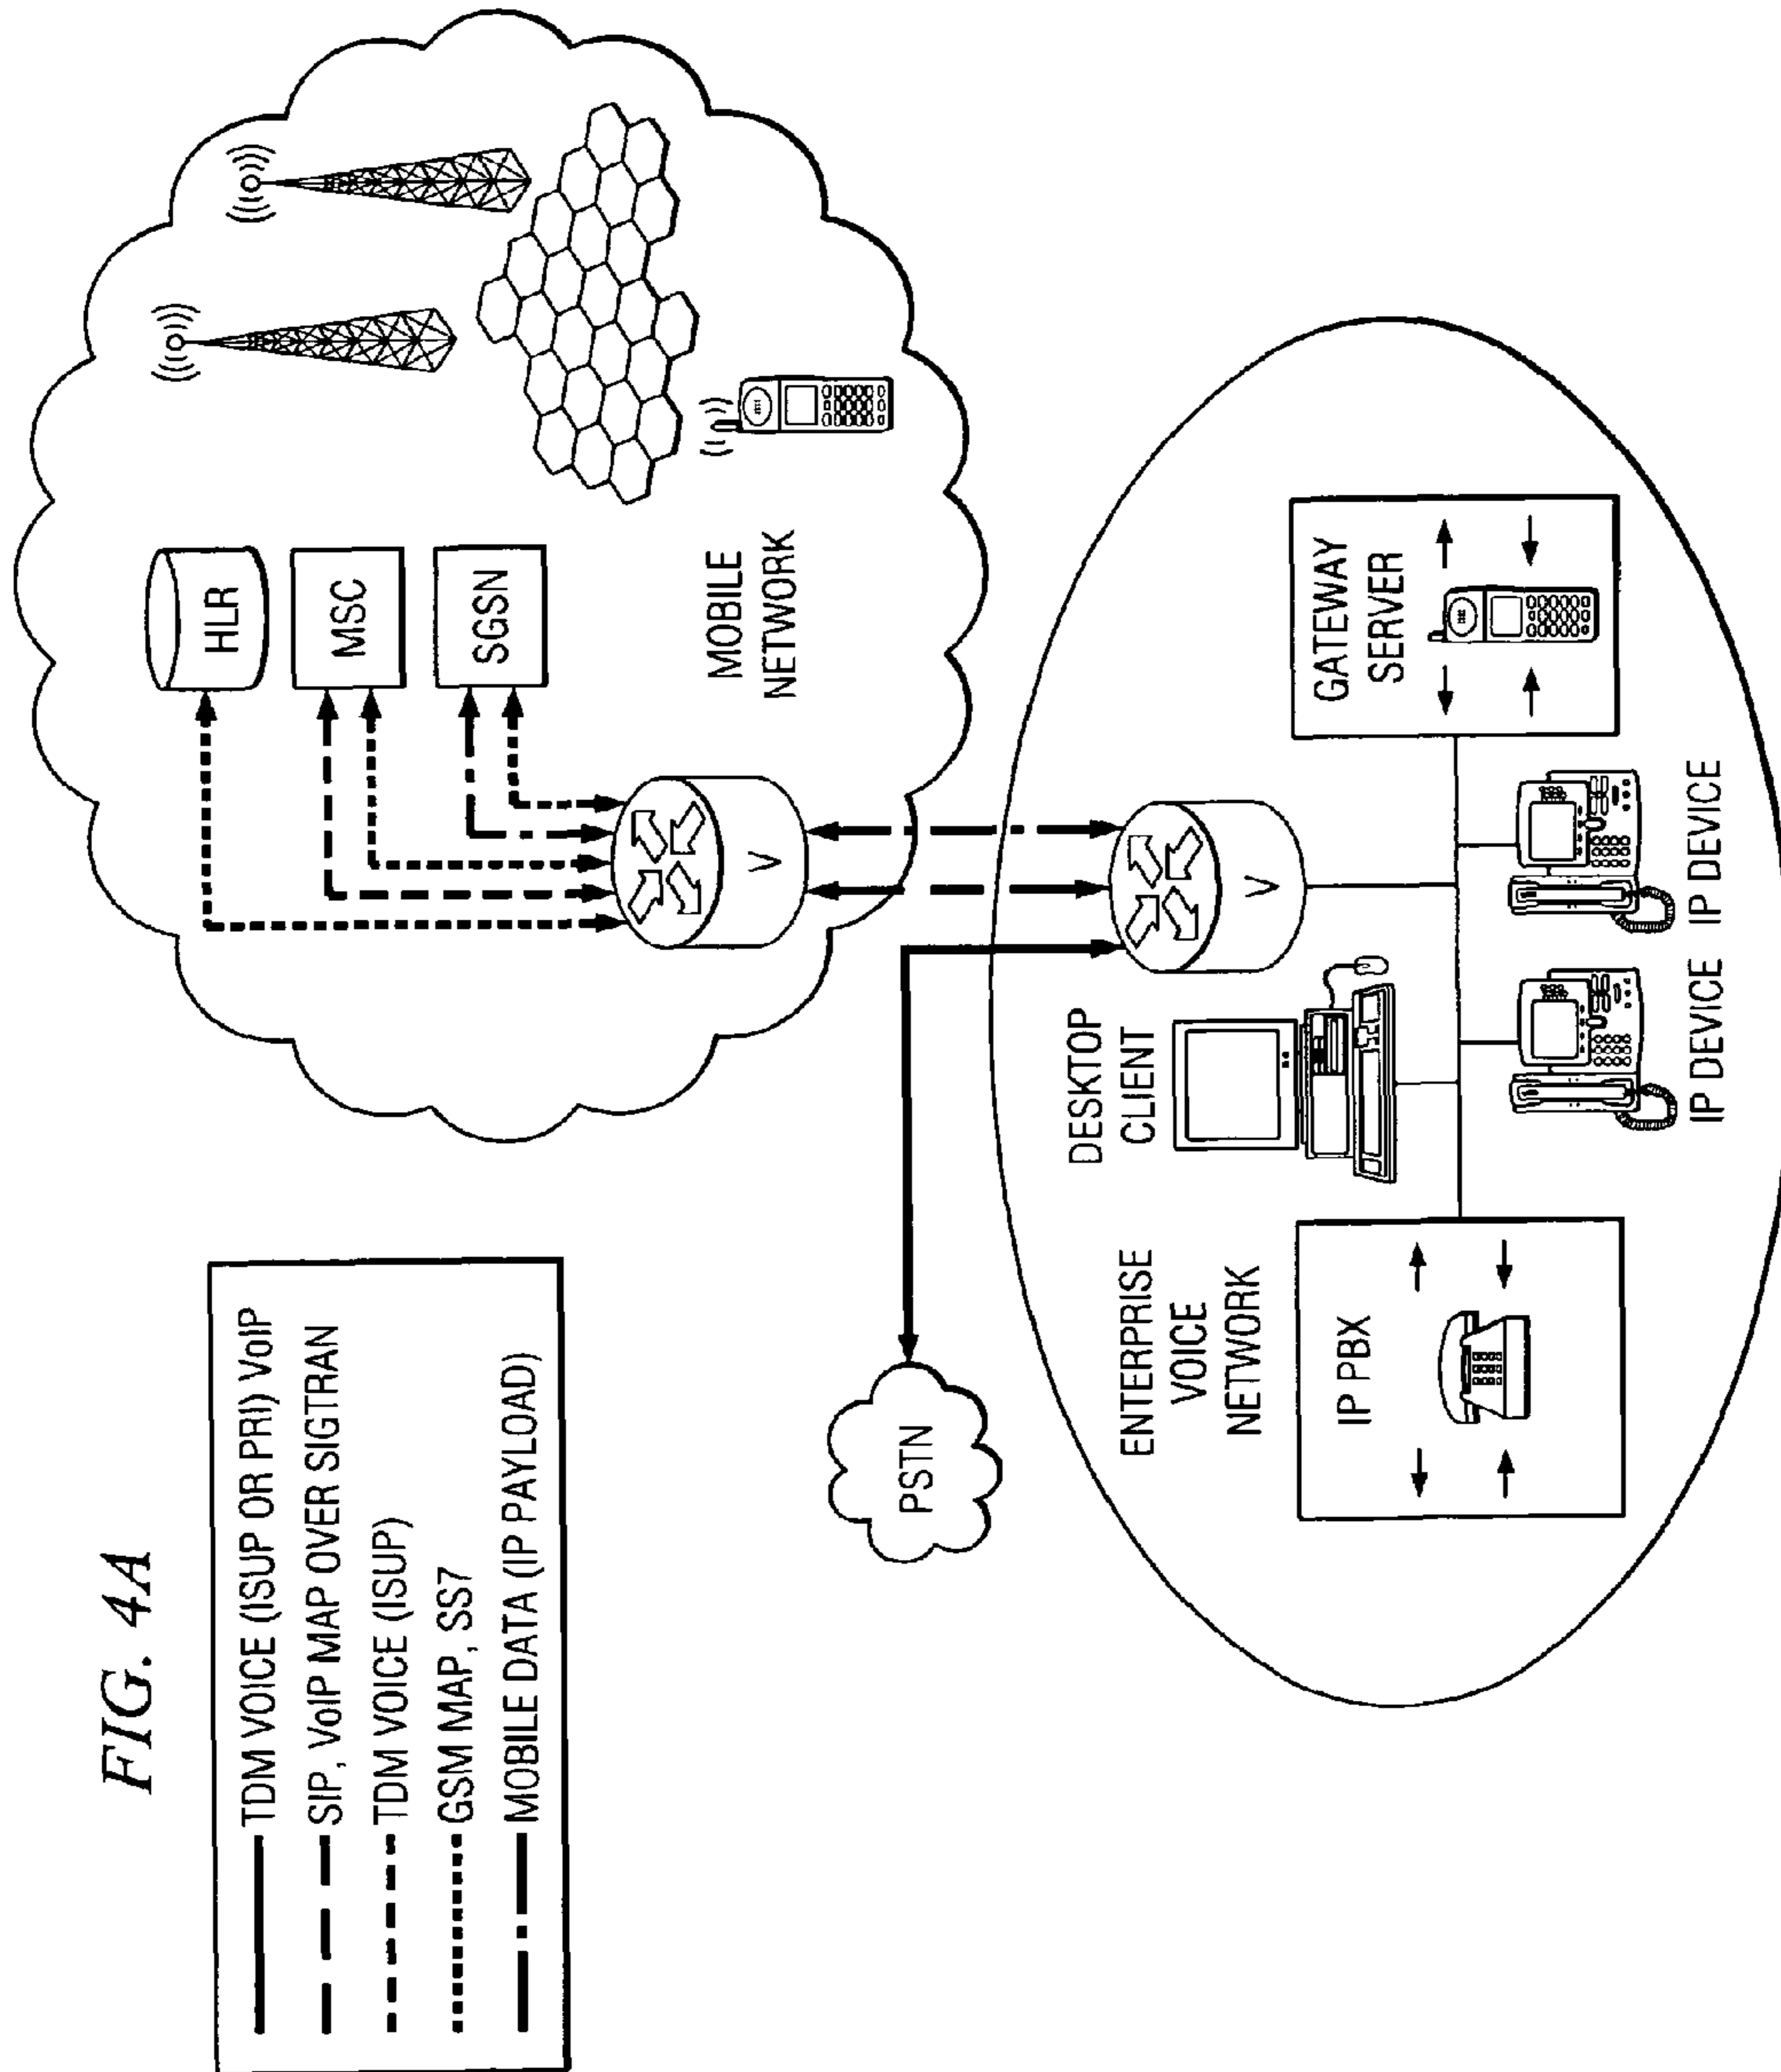 FIG. 4A
TDM VOICE (ISUP OR PRI) VoIP
SIP, VoIP MAP OVER SIGTRAN
TDM VOICE (ISUP)
GSM MAP, SS7
MOBILE DATA (IP PAYLOAD)
HLR
MSC
SGSN
MOBILE
NETWORK
V
PSTN
ENTERPRISE
VOICE
NETWORK
DESKTOP
CLIENT
V
IP PBX
GATEWAY
SERVER
IP DEVICE
IP DEVICE